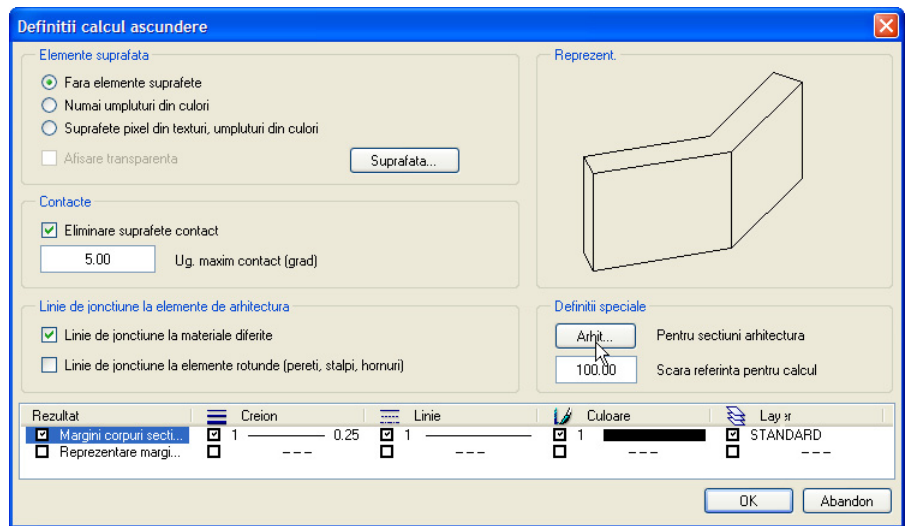 Definitii calcul ascundere
Elemente suprafata
Fara elemente suprafete
Numai umpluturi din culori
Suprafete pixel din texturi, umpluturi din culori
Afisare transparenta
Suprafata...
Reprezent.
Contacte
Eliminare suprafete contact
5.00 Ug. maxim contact (grad)
Linie de jonctiune la elemente de arhitectura
Linie de jonctiune la materiale diferite
Linie de jonctiune la elemente rotunde (pereti, stalpi, hornuri)
Definitii speciale
Arhit... Pentru sectiuni arhitectura
100.00 Scara referinta pentru calcul
Rezultat Creion Linie Culoare
Margini corpuri secti... 1 0.25 1 1 STANDARD
Reprezentare margi... --- --- --- ---
OK Abandon